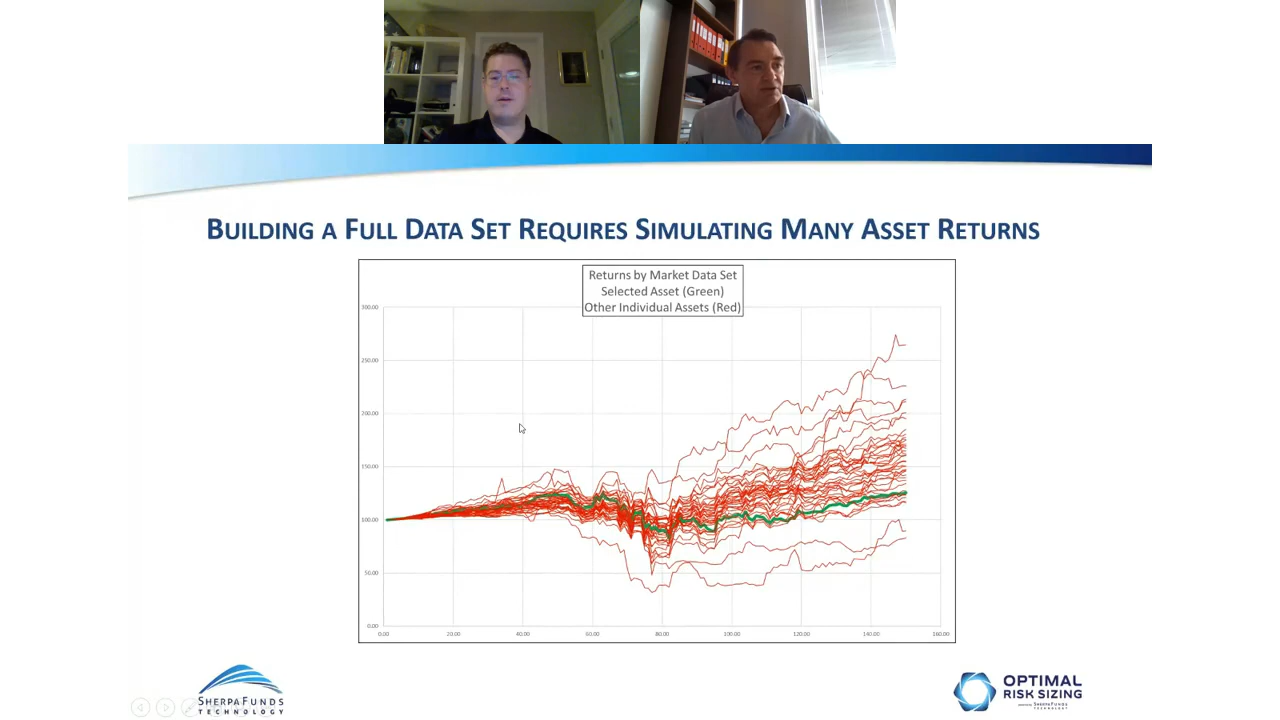 BUILDING A FULL DATA SET REQUIRES SIMULATING MANY ASSET RETURNS
Returns by Market Data Set
Selected Asset (Green)
Other Individual Assets (Red)
300.00
250.00
200.00
150.00
100.00
50.00
0.00
0.00 20.00 40.00 60.00 80.00 100.00 120.00 140.00 160.00
SHERPAFUNDS
TECHNOLOGY
OPTIMAL
RISK SIZING